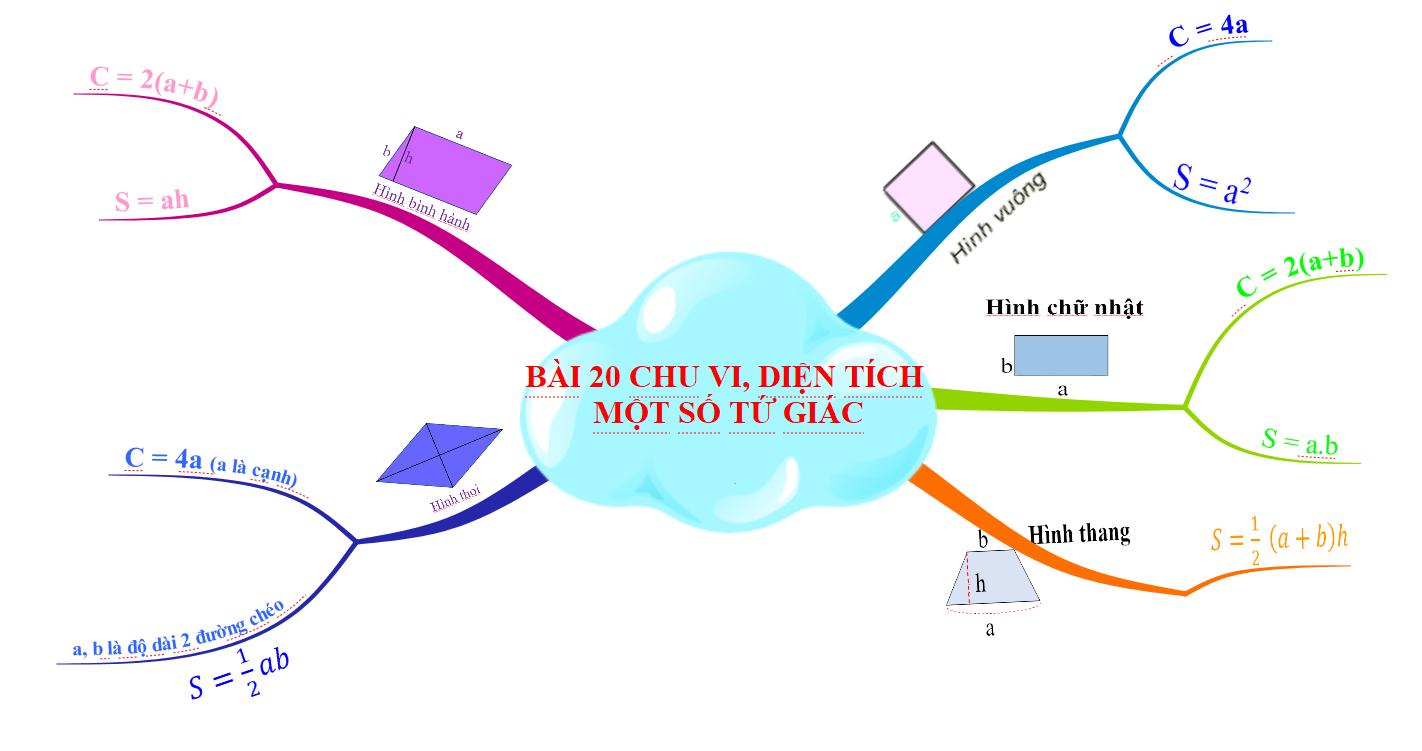 BÀI 20 CHU VI, DIỆN TÍCH
MỘT SỐ TỨ GIÁC
C = 2(a+b)
S = ah
a
b
h
Hình bình hành
C = 4a
S = a²
a
Hình vuông
C = 2(a+b)
S = a.b
Hình chữ nhật
b
a
C = 4a (a là cạnh)
a, b là độ dài 2 đường chéo
S = \frac{1}{2} ab
Hình thoi
Hình thang
b
h
a
S = \frac{1}{2} (a + b)h